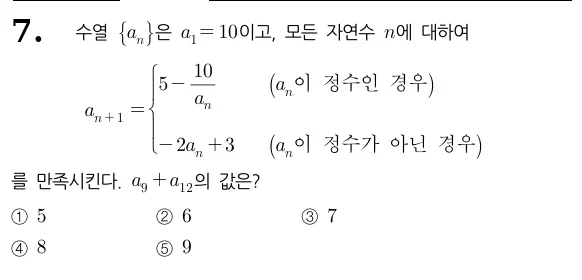 7. 수열 {aₙ}은 a₁=10이고, 모든 자연수 n에 대하여
aₙ₊₁ = { 5 − 10/aₙ (aₙ이 정수인 경우)
−2aₙ+3 (aₙ이 정수가 아닌 경우)
를 만족시킨다. a₉+a₁₂의 값은?
① 5 ② 6 ③ 7
④ 8 ⑤ 9